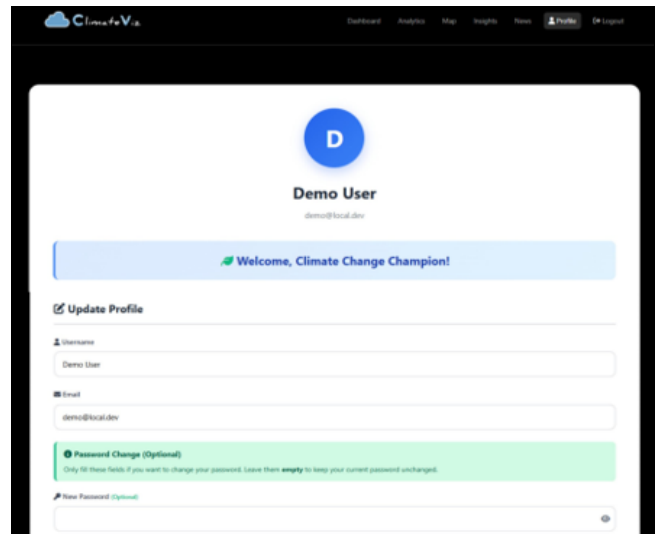 ClimateViz
Dashboard Analytics Map Insights News Profile Logout
D
Demo User
demo@local.dev
Welcome, Climate Change Champion!
Update Profile
Username
Demo User
Email
demo@local.dev
Password Change (Optional)
Only fill these fields if you want to change your password. Leave them empty to keep your current password unchanged.
New Password (Optional)